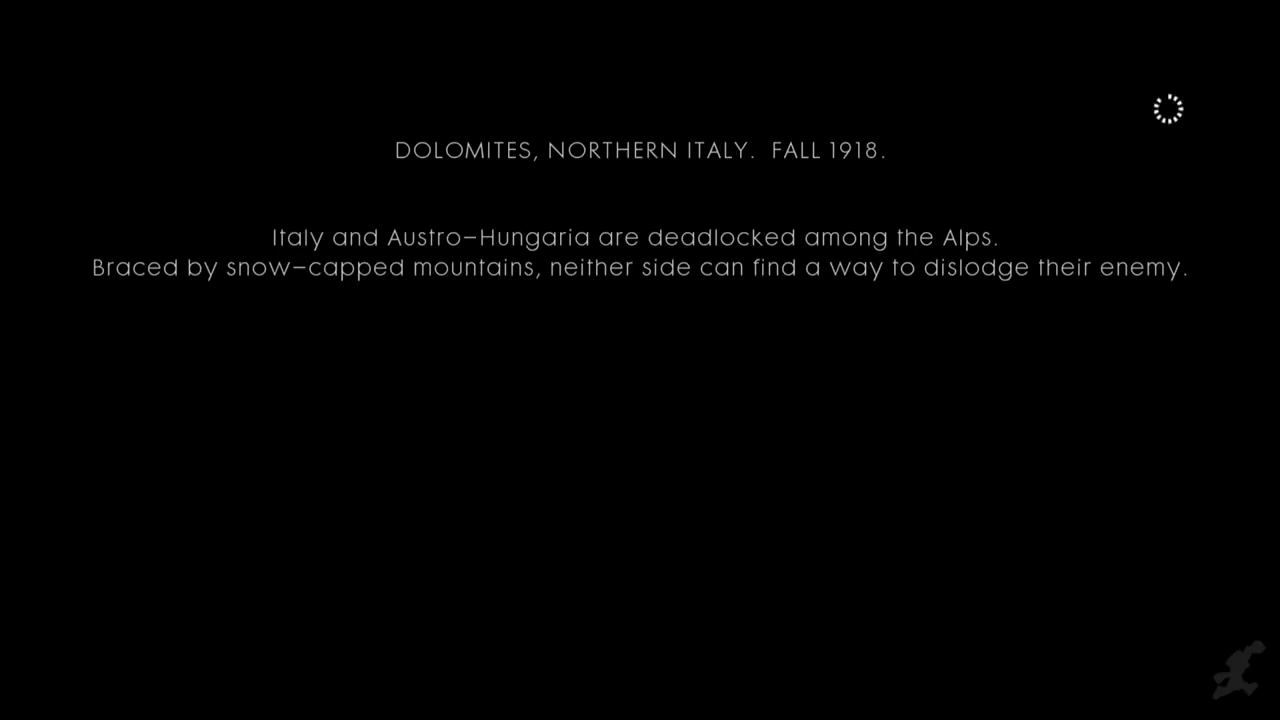 DOLOMITES, NORTHERN ITALY.  FALL 1918.
Italy and Austro–Hungaria are deadlocked among the Alps.
Braced by snow–capped mountains, neither side can find a way to dislodge their enemy.